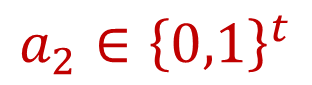 a₂ ∈ {0,1}ᵗ